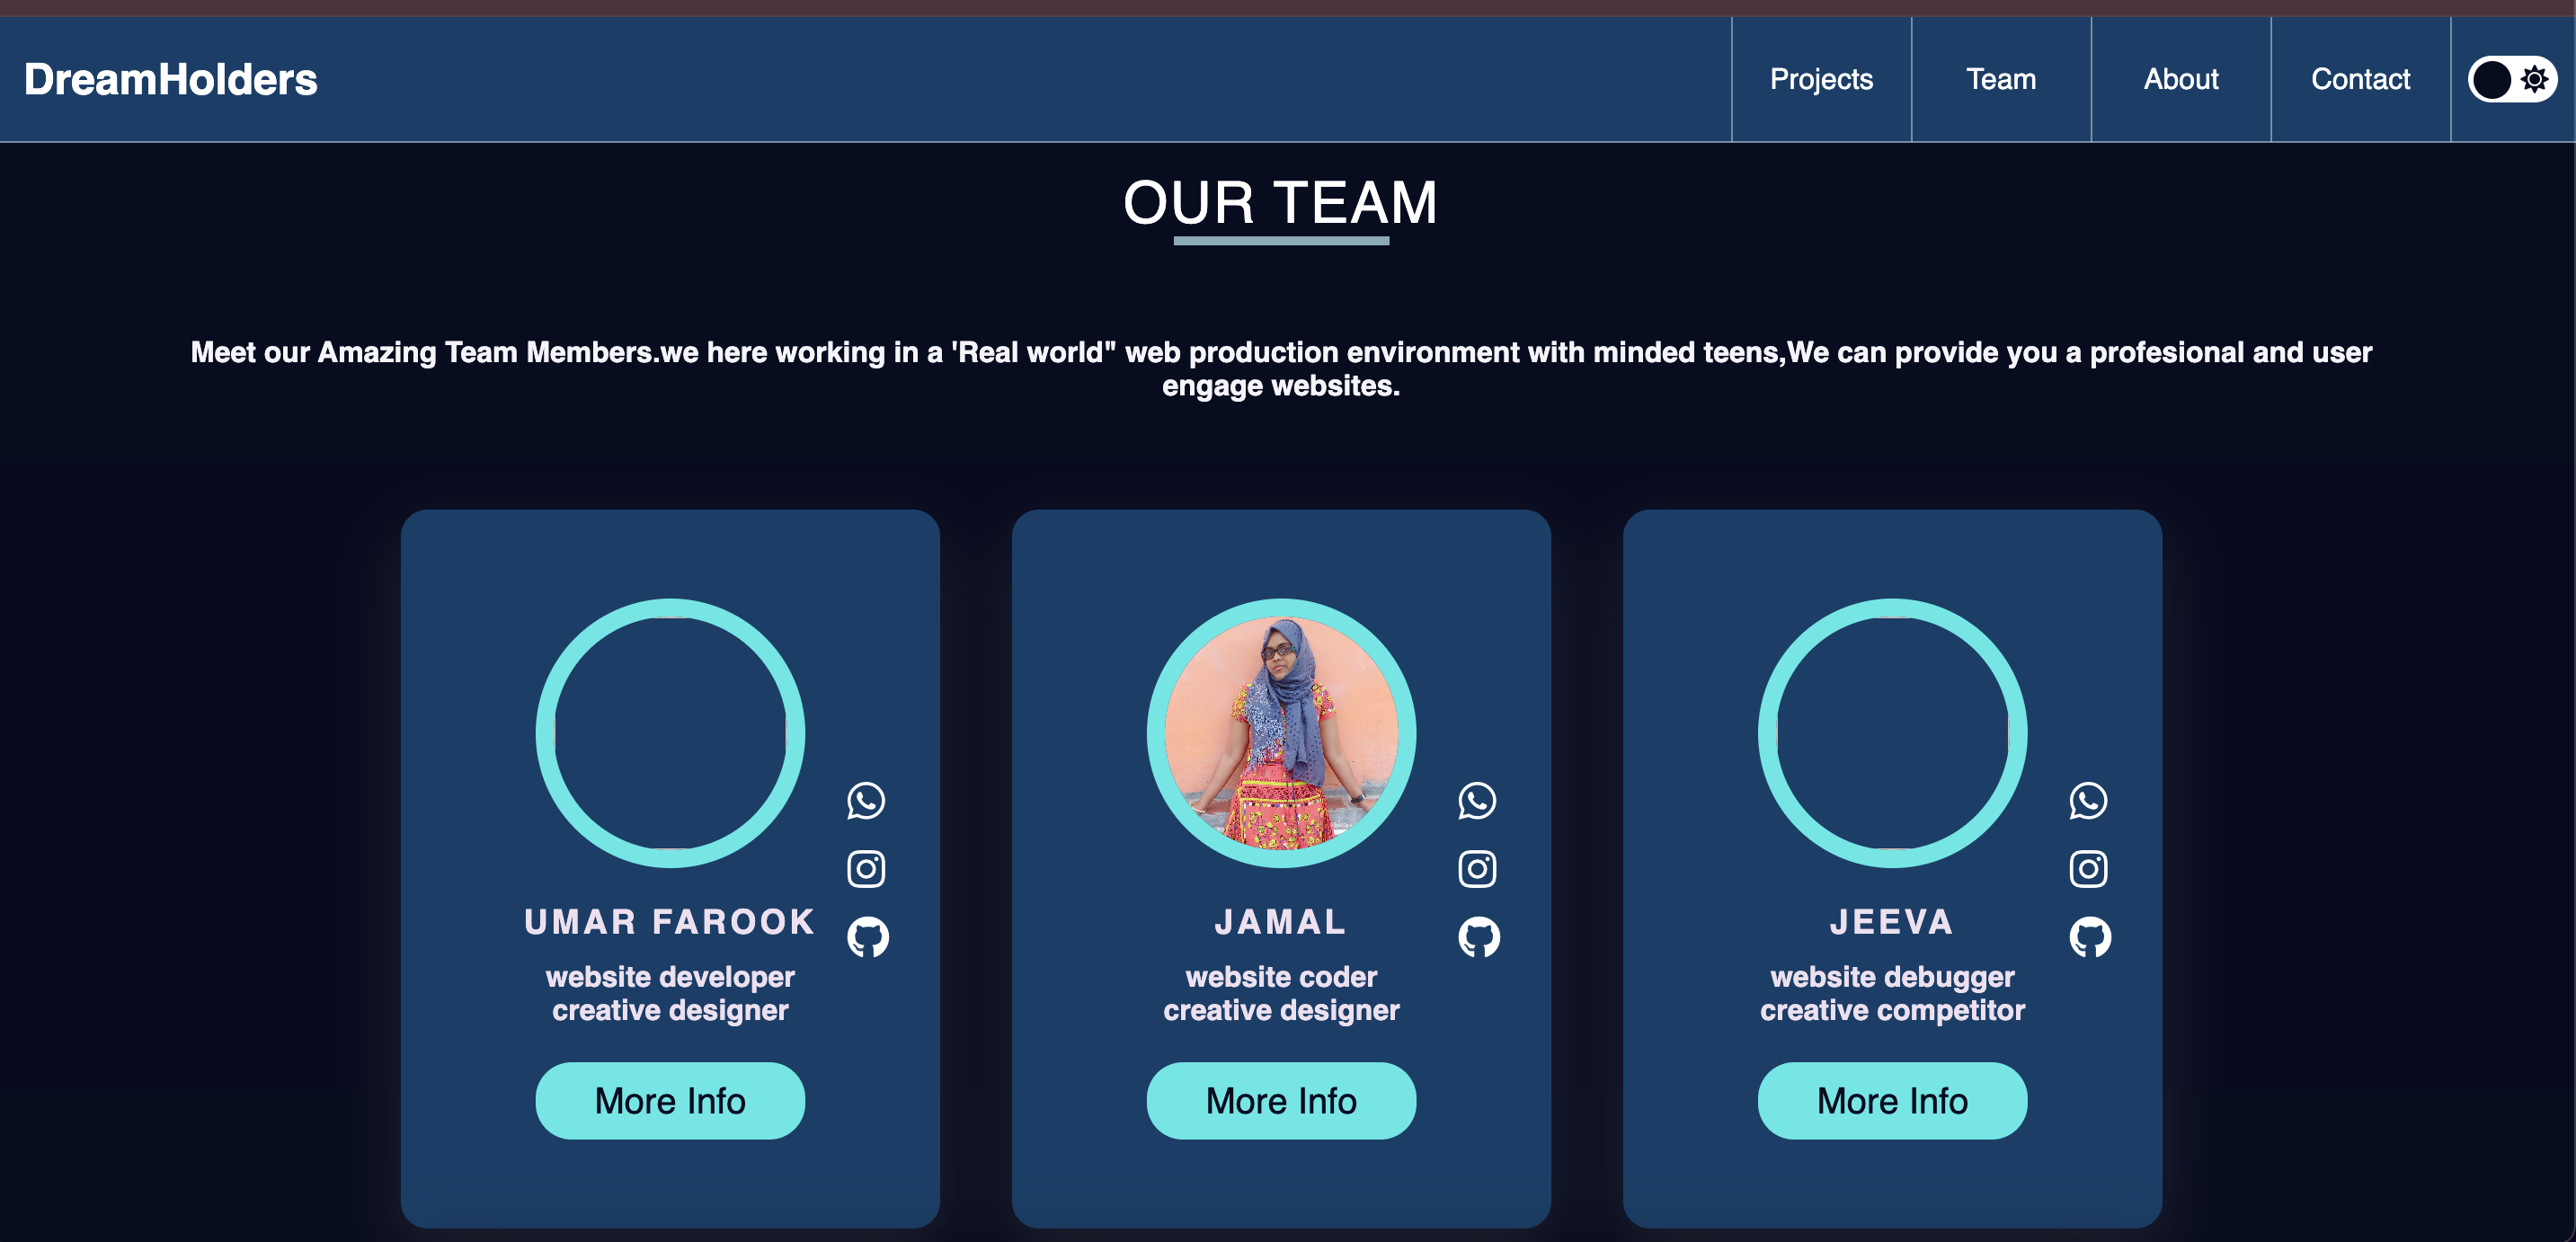 DreamHolders
Projects
Team
About
Contact
OUR TEAM
Meet our Amazing Team Members.we here working in a 'Real world" web production environment with minded teens,We can provide you a profesional and user
engage websites.
UMAR FAROOK
website developer
creative designer
More Info
JAMAL
website coder
creative designer
More Info
JEEVA
website debugger
creative competitor
More Info